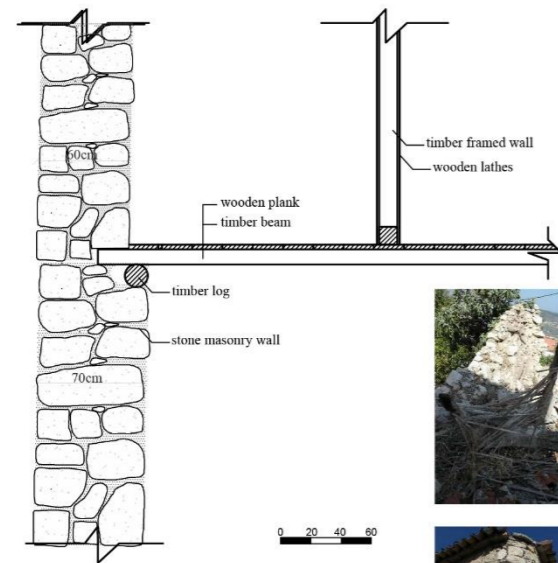 60cm
timber framed wall
wooden lathes
wooden plank
timber beam
timber log
stone masonry wall
70cm
0 20 40 60